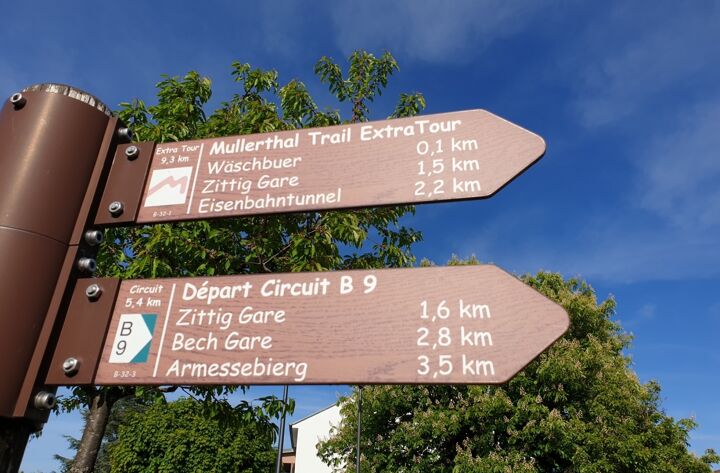 Mullerthal Trail ExtraTour
Extra Tour
9,3 km
Wäschbuer 0,1 km
Zittig Gare 1,5 km
Eisenbahntunnel 2,2 km
B-32-1
Départ Circuit B 9
Circuit
5,4 km
Zittig Gare 1,6 km
B
9
Bech Gare 2,8 km
Armessebierg 3,5 km
B-32-3